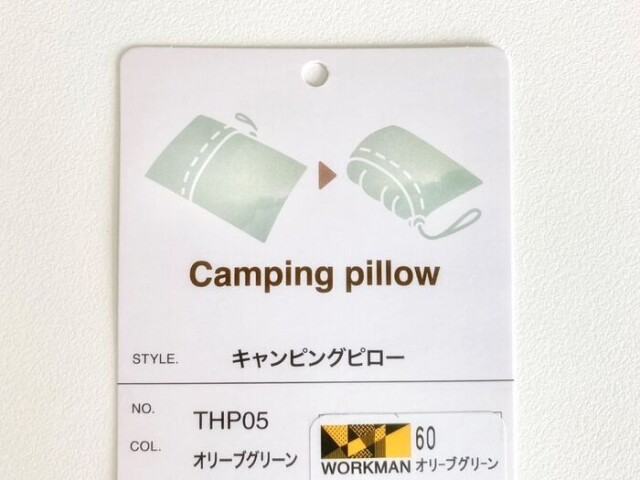 Camping pillow
STYLE. キャンピングピロー
NO. THP05
COL. オリーブグリーン
60
WORKMAN オリーブグリーン